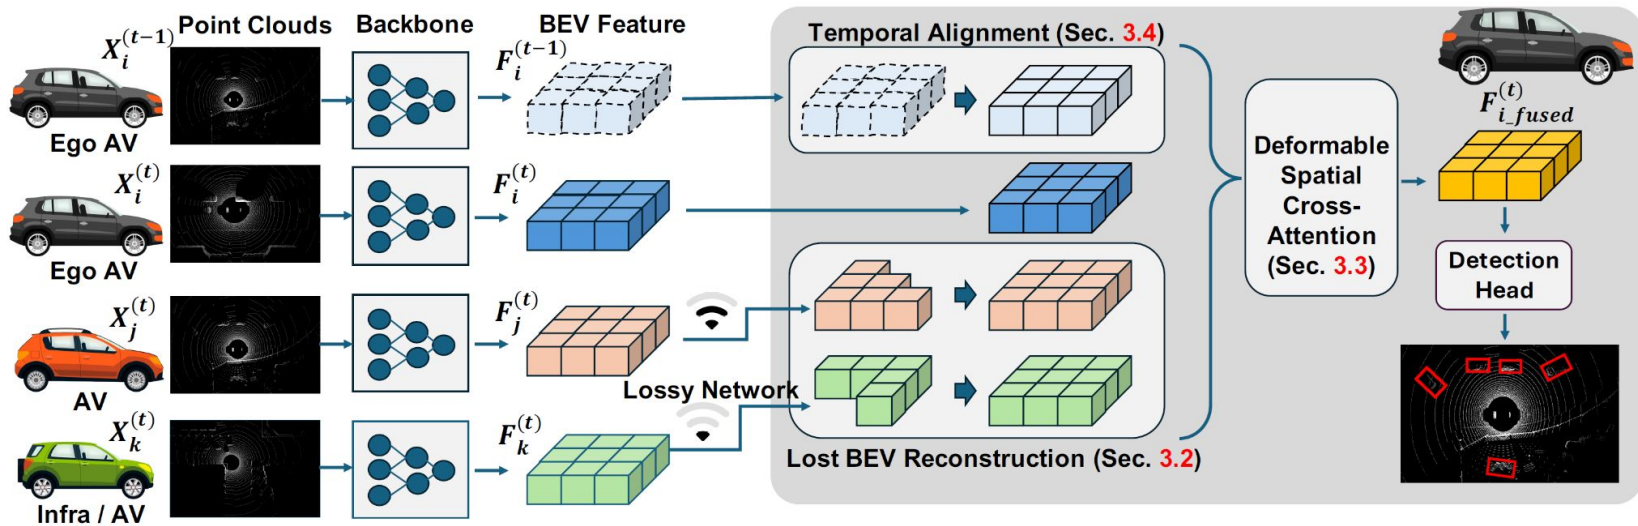 Point Clouds
Backbone
BEV Feature
X_i^{(t-1)}
Ego AV
F_i^{(t-1)}
X_i^{(t)}
Ego AV
F_i^{(t)}
X_j^{(t)}
AV
F_j^{(t)}
Lossy Network
X_k^{(t)}
Infra / AV
F_k^{(t)}
Temporal Alignment (Sec. 3.4)
Lost BEV Reconstruction (Sec. 3.2)
Deformable
Spatial
Cross-
Attention
(Sec. 3.3)
F_{i_fused}^{(t)}
Detection
Head